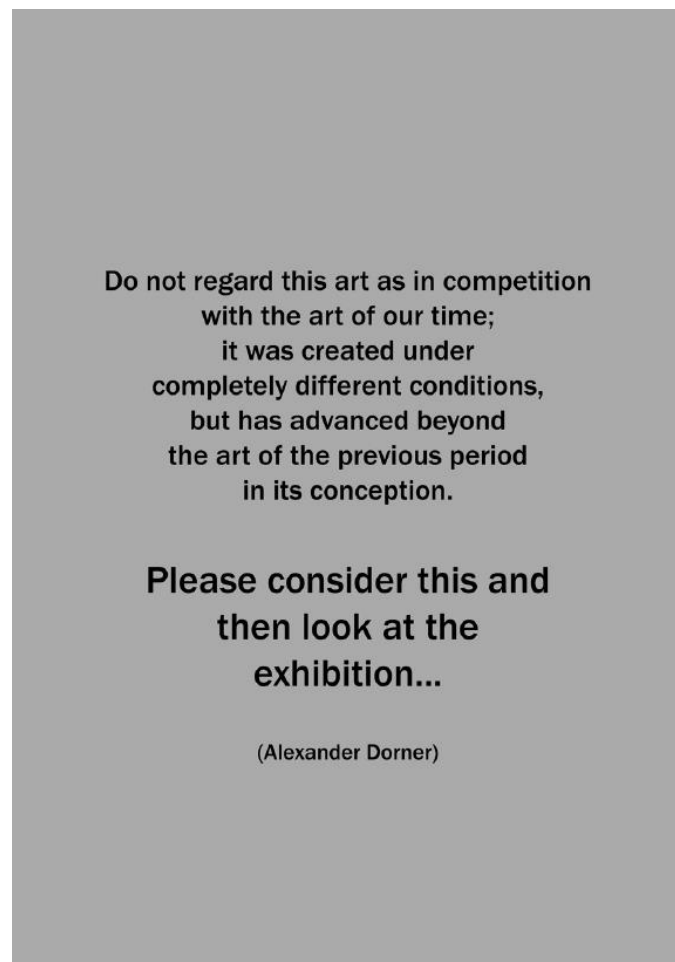 Do not regard this art as in competition
with the art of our time;
it was created under
completely different conditions,
but has advanced beyond
the art of the previous period
in its conception.
Please consider this and
then look at the
exhibition...
(Alexander Dorner)